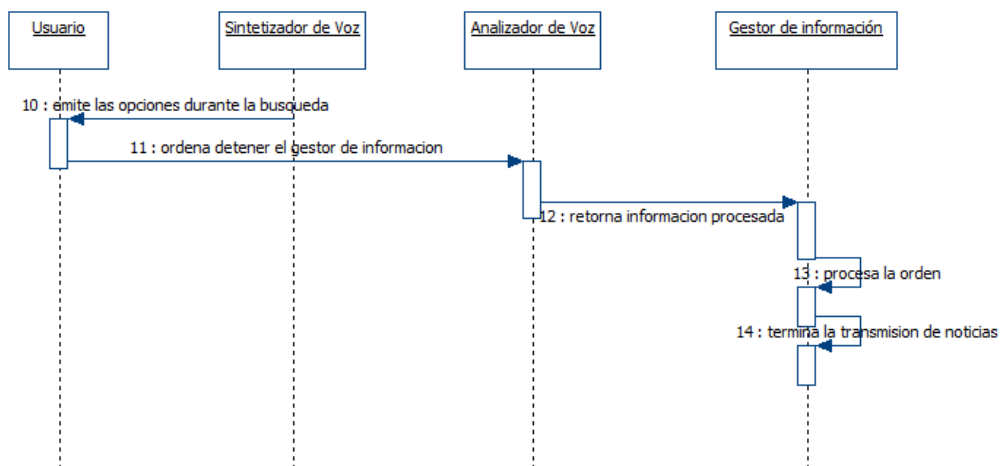 Usuario
Sintetizador de Voz
Analizador de Voz
Gestor de información
10 : emite las opciones durante la busqueda
11 : ordena detener el gestor de informacion
12 : retorna informacion procesada
13 : procesa la orden
14 : termina la transmision de noticias